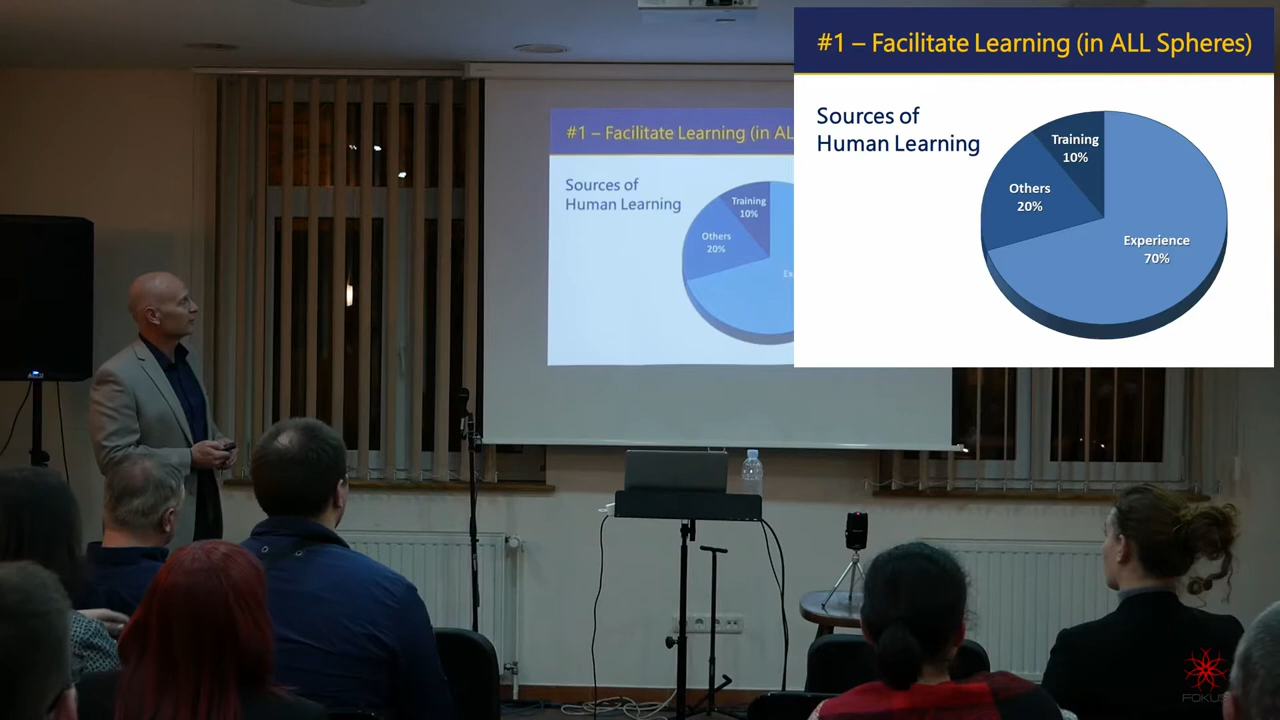 #1 – Facilitate Learning (in ALL Spheres)
Sources of
Human Learning
Training
10%
Others
20%
Experience
70%
#1 – Facilitate Learning (in AL
Sources of
Human Learning
Training
10%
Others
20%
Ex
FOKUS